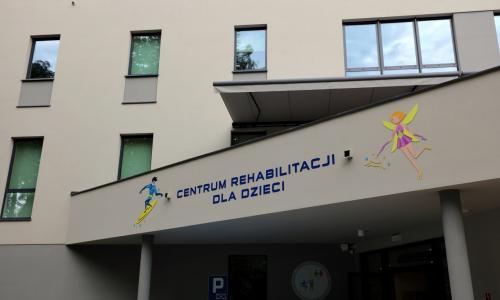 CENTRUM REHABILITACJI
DLA DZIECI
P